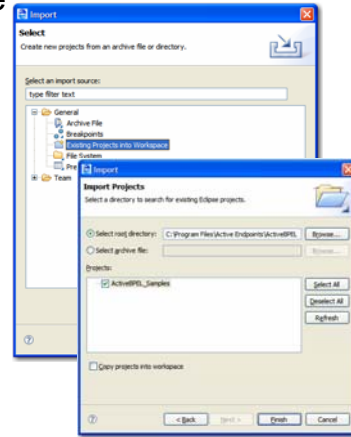 Import
Select
Create new projects from an archive file or directory.
Select an import source:
type filter text
General
Archive File
Breakpoints
Existing Projects into Workspace
File System
Pre
Team
Import
Import Projects
Select a directory to search for existing Eclipse projects.
Select root directory: C:\Program Files\Active Endpoints\ActiveBPEL Browse...
Select archive file: Browse...
Projects:
ActiveBPEL_Samples
Select All
Deselect All
Refresh
Copy projects into workspace
< Back Next > Finish Cancel